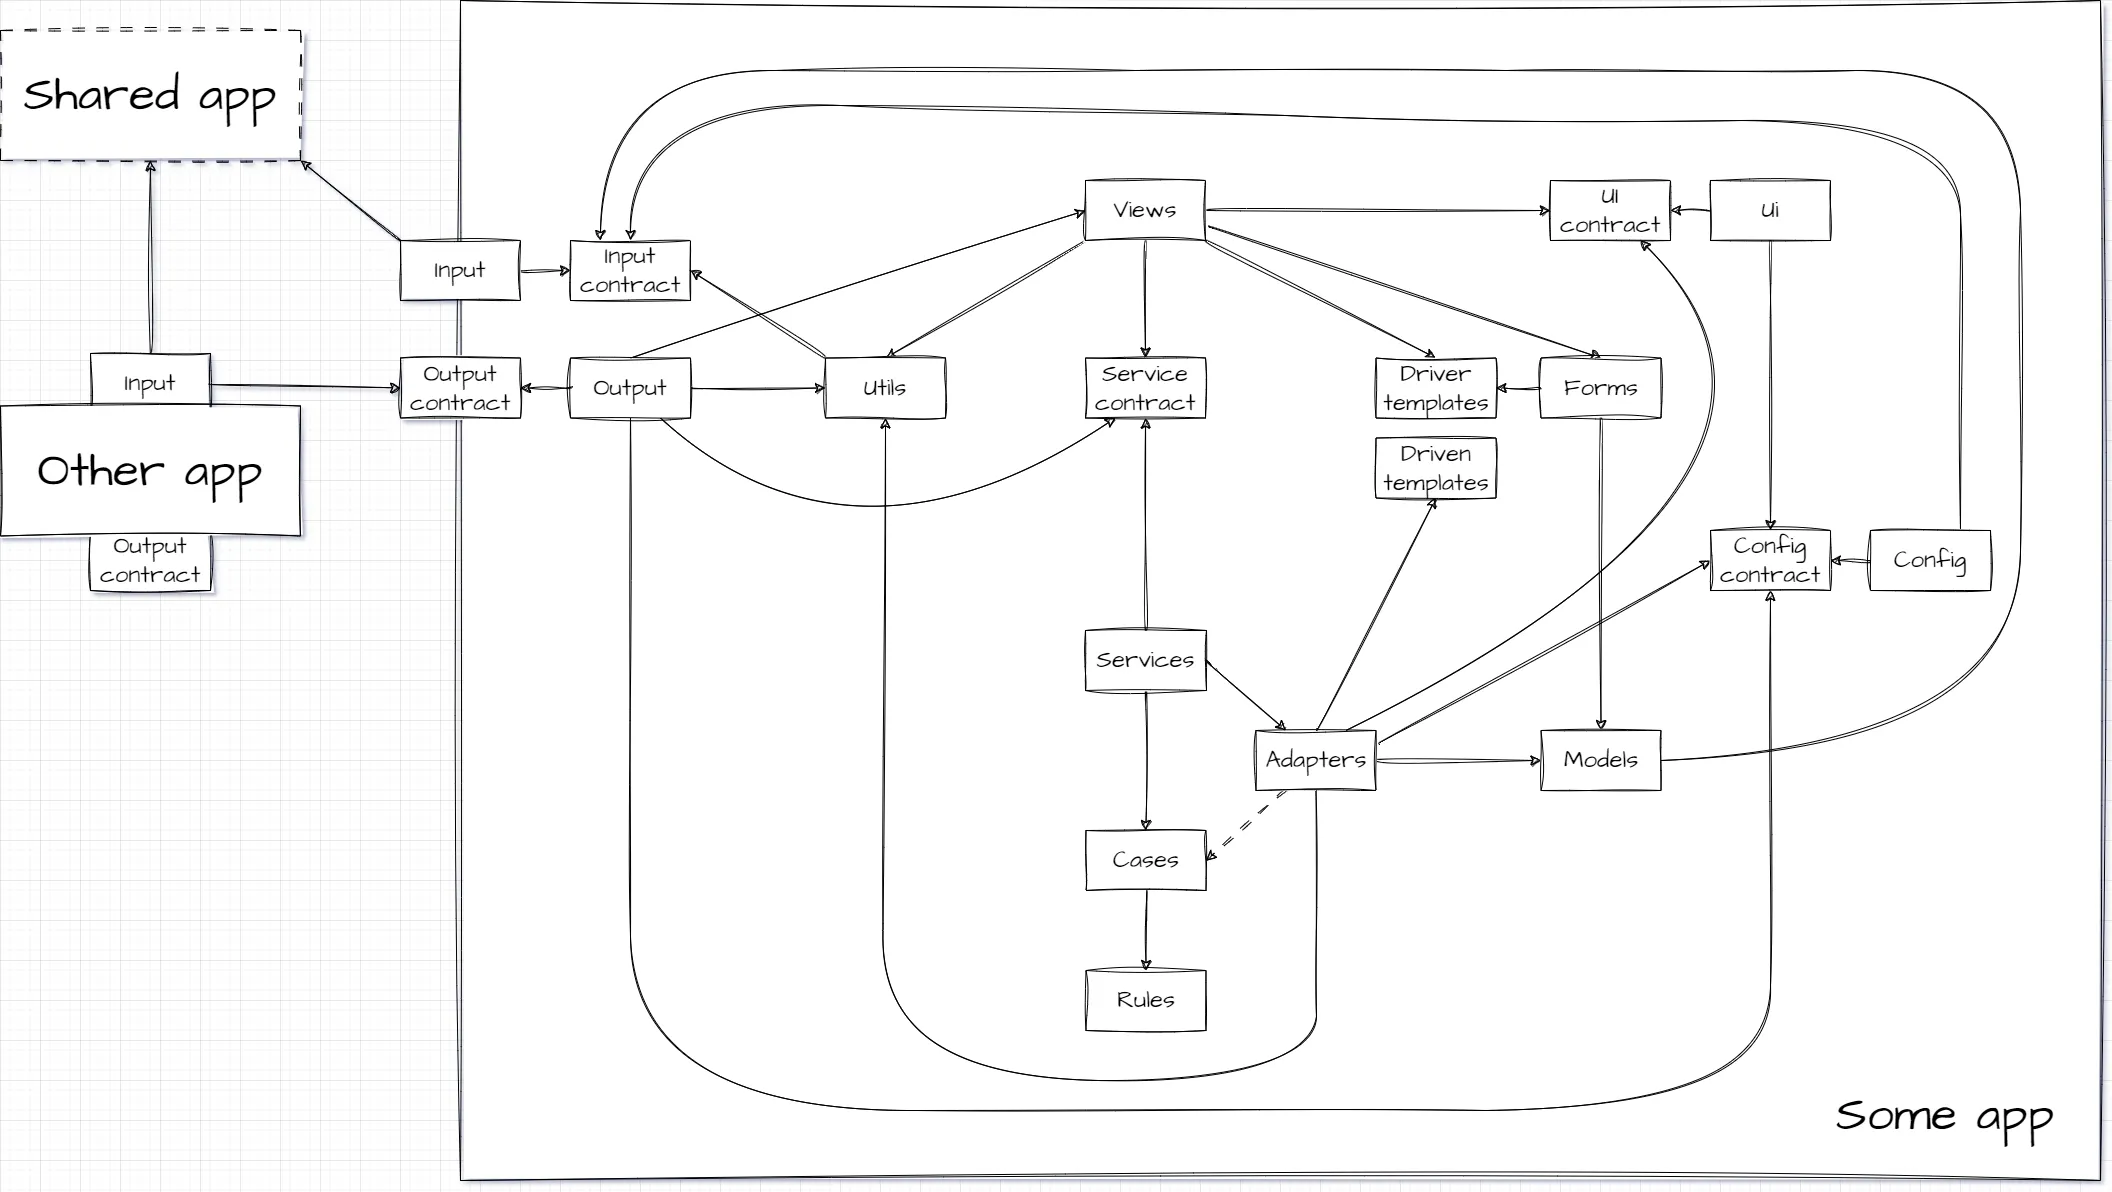 Shared app
Views
UI
contract
Ui
Input
Input
contract
Input
Output
contract
Output
Utils
Service
contract
Driver
templates
Forms
Other app
Driven
templates
Output
contract
Config
contract
Config
Services
Adapters
Models
Cases
Rules
Some app